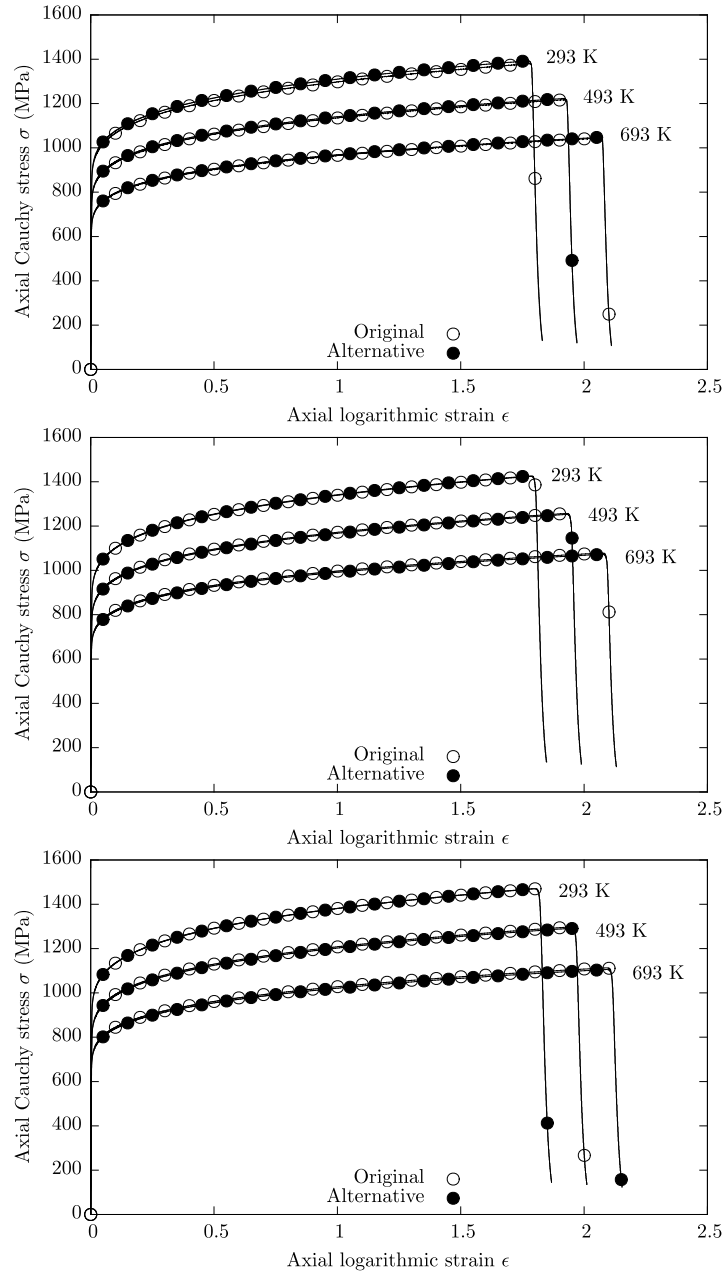 1600
1400
1200
1000
800
600
400
200
0
Axial Cauchy stress σ (MPa)
293 K
493 K
693 K
Original
Alternative
0 0.5 1 1.5 2 2.5
Axial logarithmic strain ϵ
1600
1400
1200
1000
800
600
400
200
0
Axial Cauchy stress σ (MPa)
293 K
493 K
693 K
Original
Alternative
0 0.5 1 1.5 2 2.5
Axial logarithmic strain ϵ
1600
1400
1200
1000
800
600
400
200
0
Axial Cauchy stress σ (MPa)
293 K
493 K
693 K
Original
Alternative
0 0.5 1 1.5 2 2.5
Axial logarithmic strain ϵ